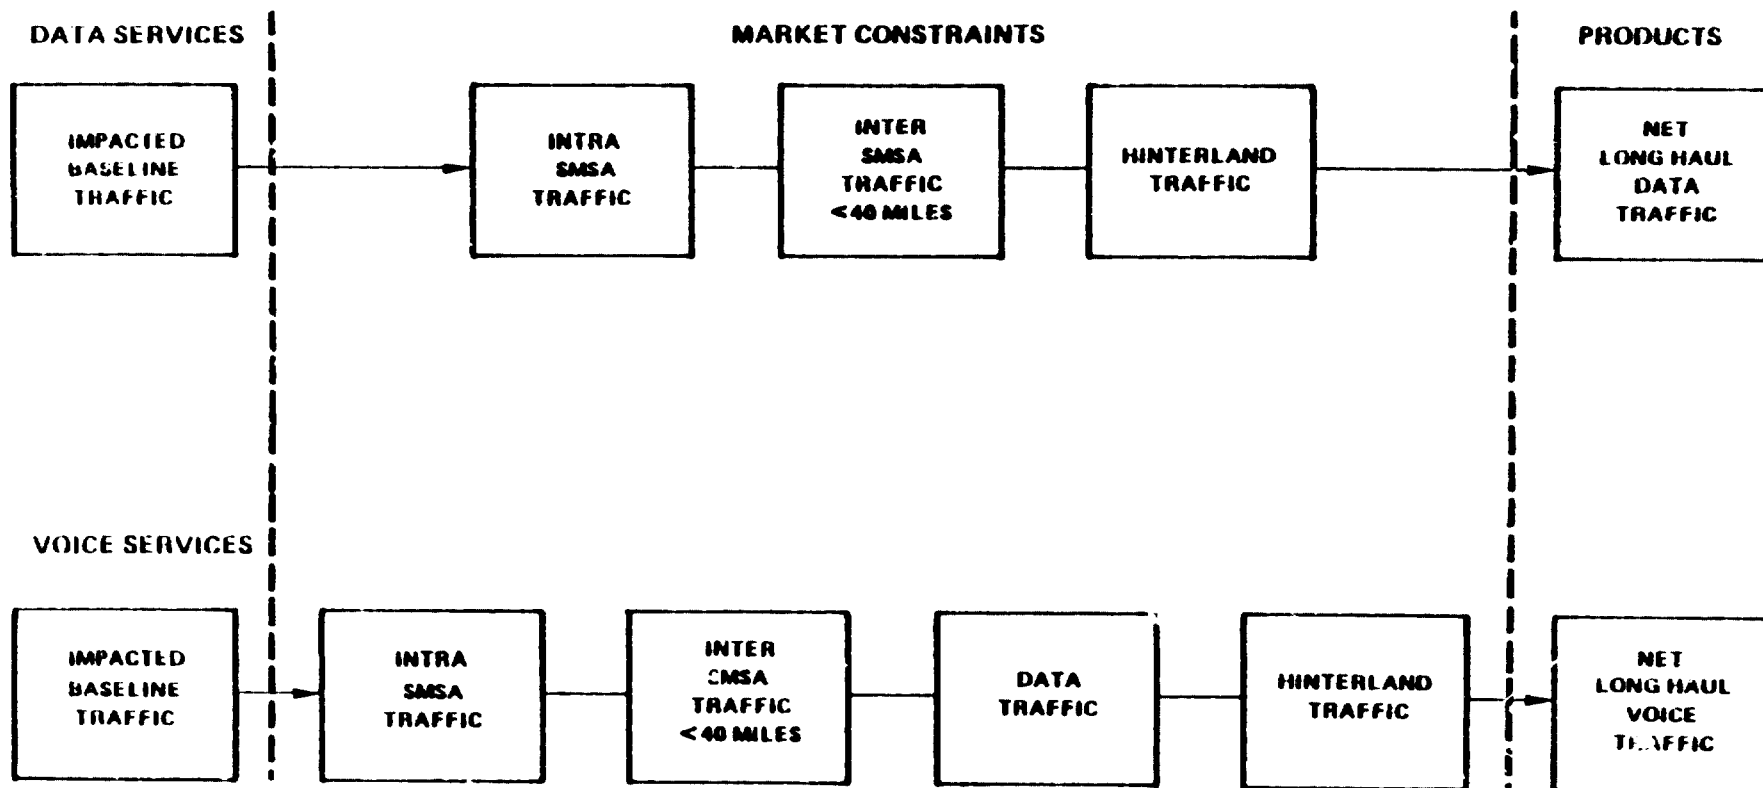 DATA SERVICES
MARKET CONSTRAINTS
PRODUCTS
IMPACTED
BASELINE
TRAFFIC
INTRA
SMSA
TRAFFIC
INTER
SMSA
TRAFFIC
<40 MILES
HINTERLAND
TRAFFIC
NET
LONG HAUL
DATA
TRAFFIC
VOICE SERVICES
IMPACTED
BASELINE
TRAFFIC
INTRA
SMSA
TRAFFIC
INTER
SMSA
TRAFFIC
<40 MILES
DATA
TRAFFIC
HINTERLAND
TRAFFIC
NET
LONG HAUL
VOICE
TRAFFIC